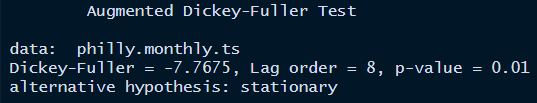 Augmented Dickey-Fuller Test
data:  philly.monthly.ts
Dickey-Fuller = -7.7675, Lag order = 8, p-value = 0.01
alternative hypothesis: stationary